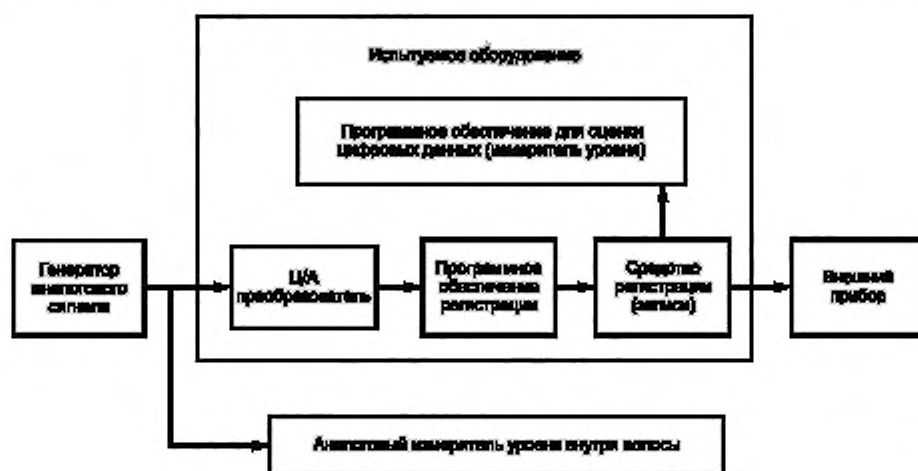 Испытуемое оборудование
Программное обеспечение для оценки
цифровых данных (измеритель уровня)
Генератор
аналогового
сигнала
Ц/А
преобразователь
Программное
обеспечение
регистрации
Средство
регистрации
(записи)
Внешний
прибор
Аналоговый измеритель уровня внутри полосы